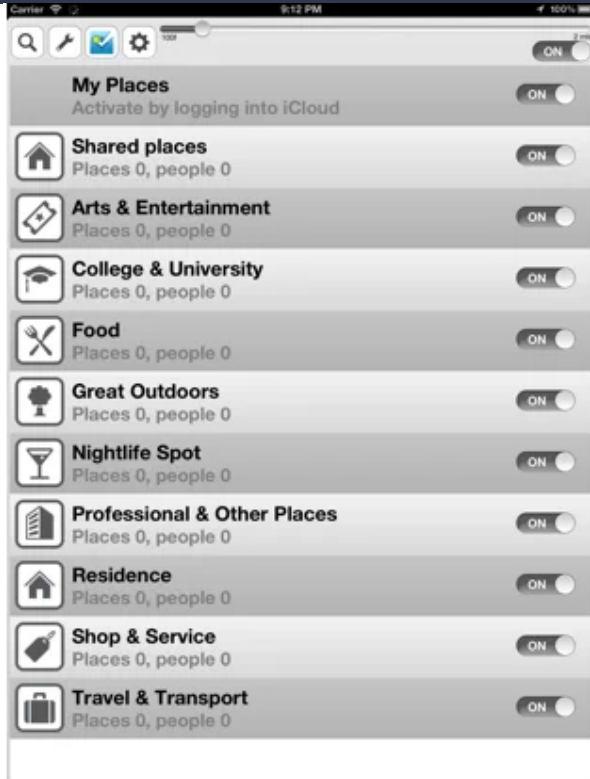 Carrier 9:12 PM 100%
100f 2 mi
ON
My Places
Activate by logging into iCloud
ON
Shared places
Places 0, people 0
ON
Arts & Entertainment
Places 0, people 0
ON
College & University
Places 0, people 0
ON
Food
Places 0, people 0
ON
Great Outdoors
Places 0, people 0
ON
Nightlife Spot
Places 0, people 0
ON
Professional & Other Places
Places 0, people 0
ON
Residence
Places 0, people 0
ON
Shop & Service
Places 0, people 0
ON
Travel & Transport
Places 0, people 0
ON